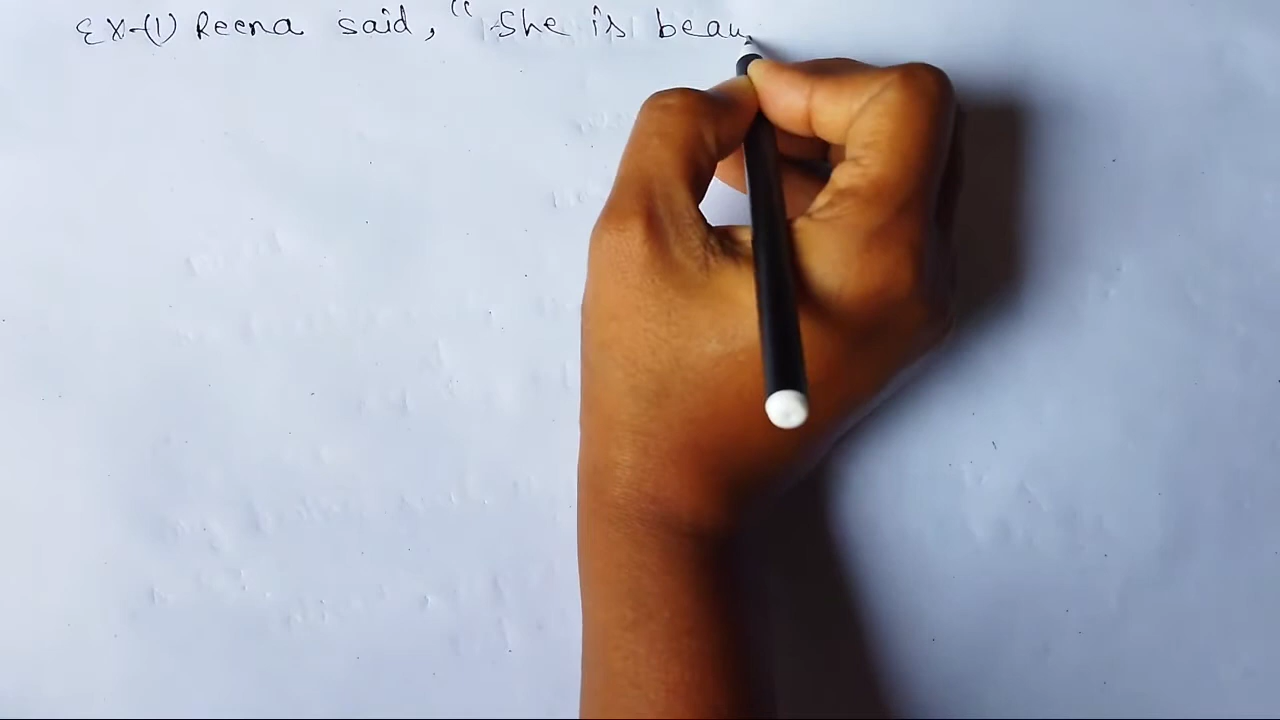 Ex-(1) Reena said, " She is beau